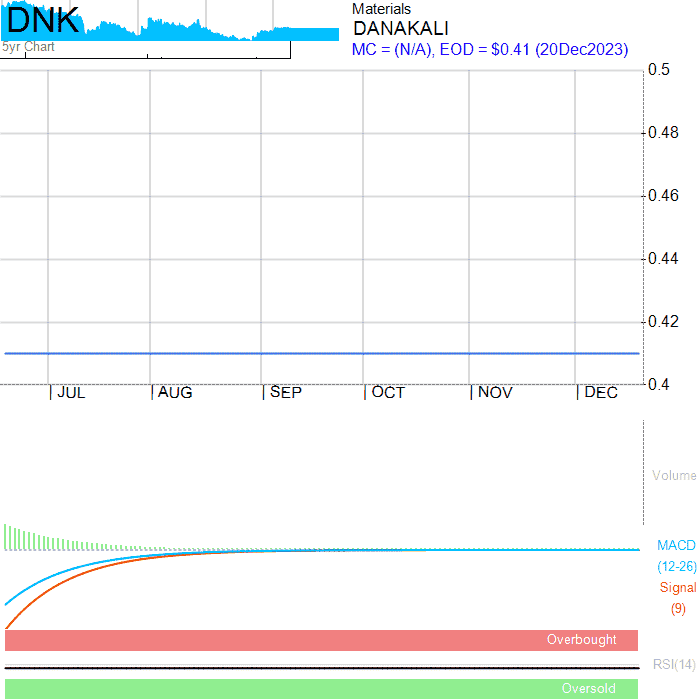 DNK
5yr Chart
Materials
DANAKALI
MC = (N/A), EOD = $0.41 (20Dec2023)
0.5
0.48
0.46
0.44
0.42
0.4
JUL AUG SEP OCT NOV DEC
Volume
MACD
(12-26)
Signal
(9)
Overbought
RSI(14)
Oversold